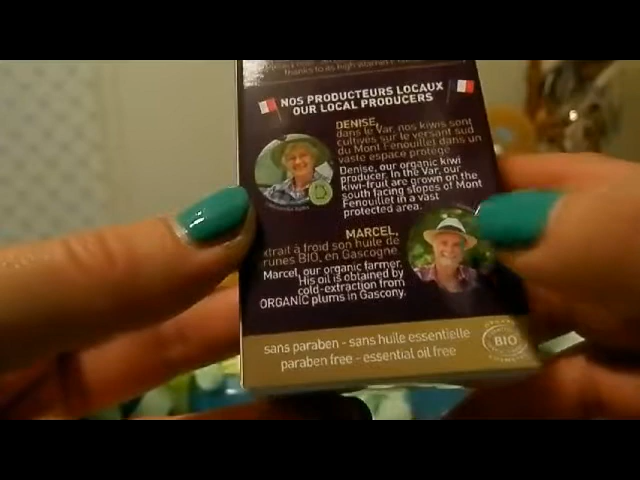 thanks to its high
NOS PRODUCTEURS LOCAUX
OUR LOCAL PRODUCERS
DENISE,
dans le Var, nos kiwis sont
cultivés sur le versant sud
du Mont Fenouillet dans un
vaste espace protégé.
Denise, our organic kiwi
producer. In the Var, our
kiwi-fruit are grown on the
south facing slopes of Mont
Fenouillet in a vast
protected area.
MARCEL,
extrait à froid son huile de
prunes BIO, en Gascogne.
Marcel, our organic farmer.
His oil is obtained by
cold-extraction from
ORGANIC plums in Gascony.
sans paraben - sans huile essentielle
paraben free - essential oil free
BIO